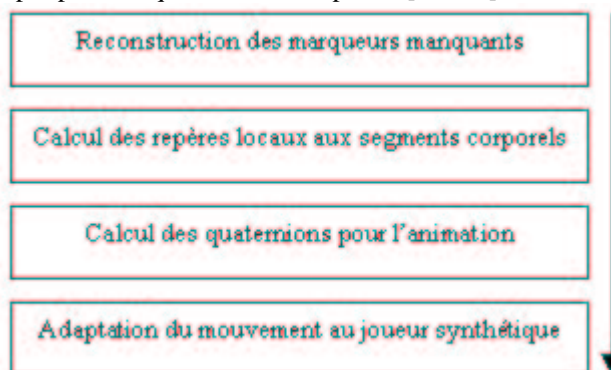 Reconstruction des marqueurs manquants
Calcul des repères locaux aux segments corporels
Calcul des quaternions pour l'animation
Adaptation du mouvement au joueur synthétique